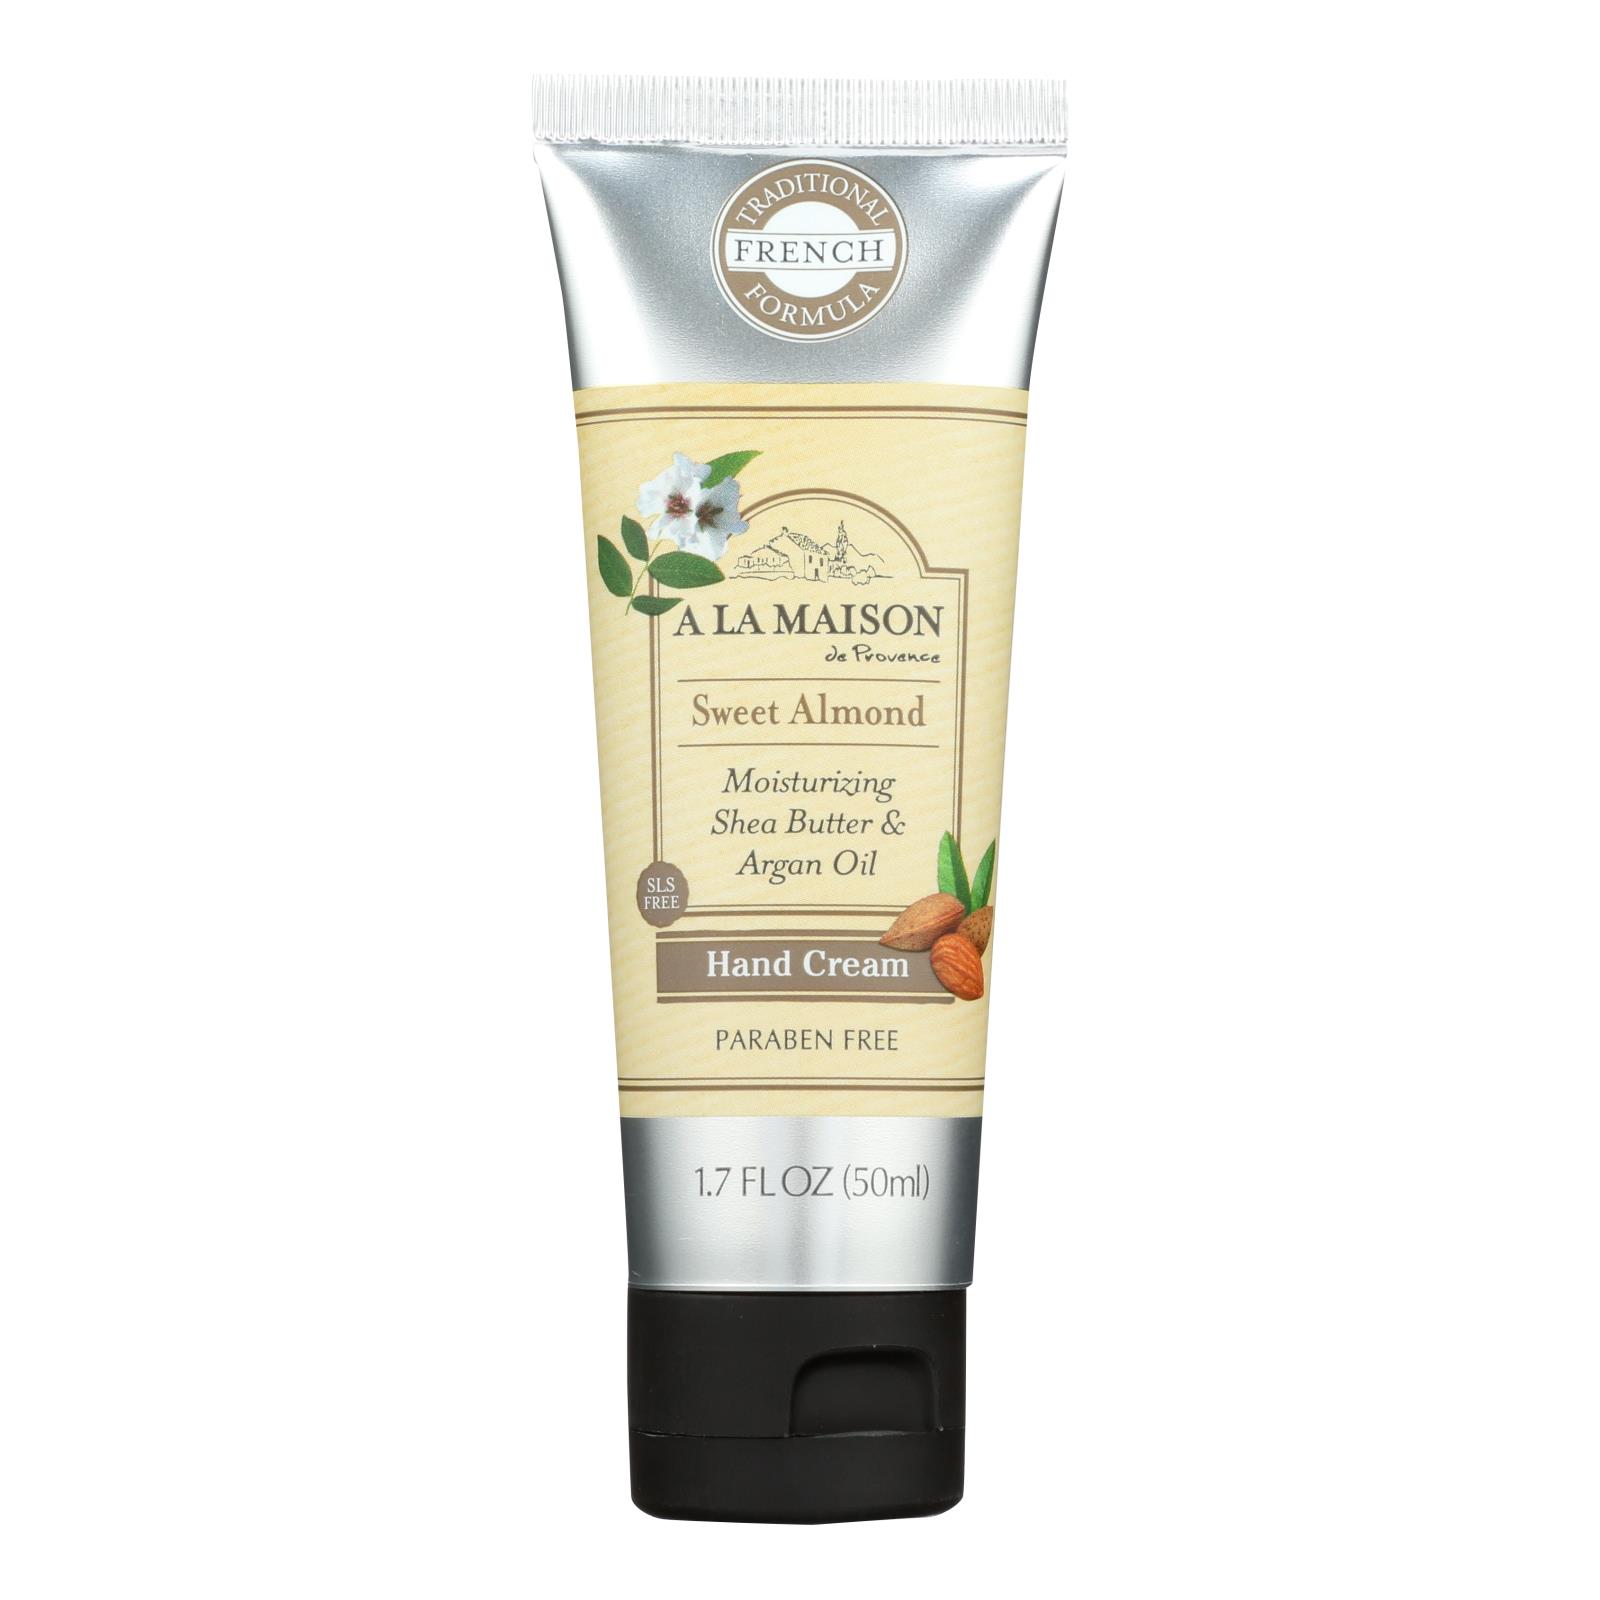 TRADITIONAL
FRENCH
FORMULA
A LA MAISON
de Provence
Sweet Almond
Moisturizing
Shea Butter &
Argan Oil
SLS
FREE
Hand Cream
PARABEN FREE
1.7 FL OZ (50ml)